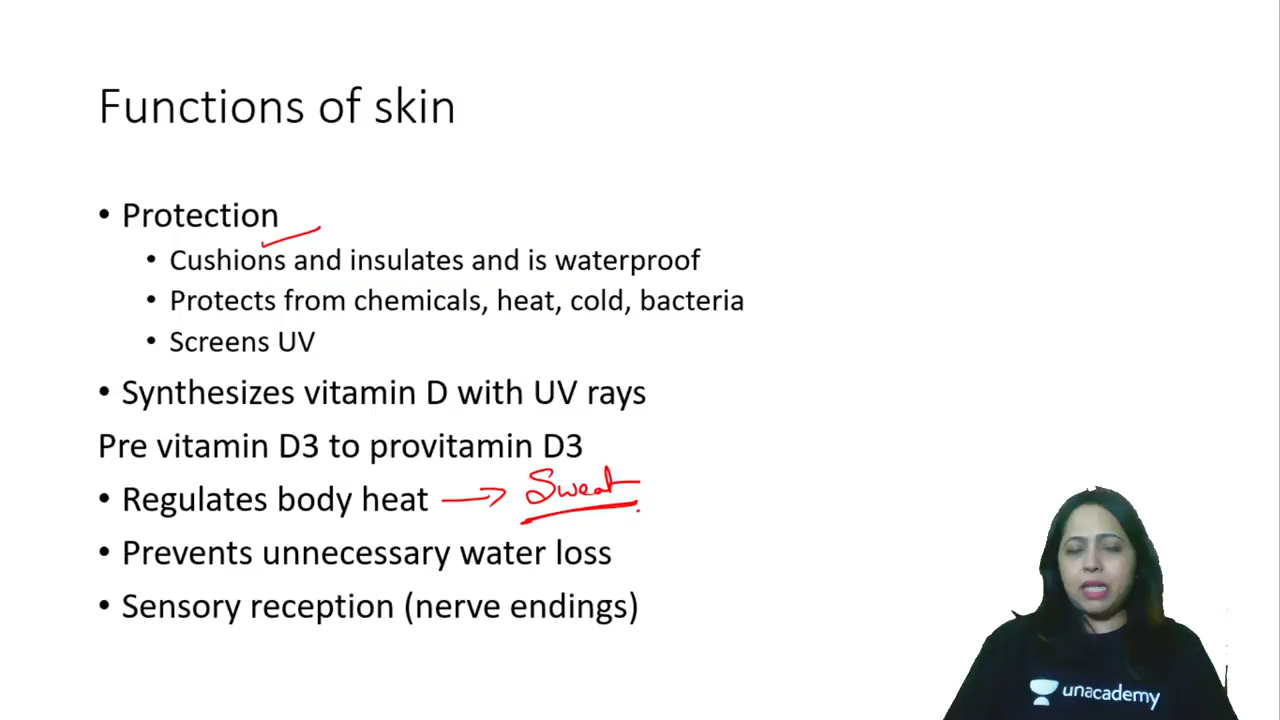 Functions of skin
• Protection
• Cushions and insulates and is waterproof
• Protects from chemicals, heat, cold, bacteria
• Screens UV
• Synthesizes vitamin D with UV rays
Pre vitamin D3 to provitamin D3
• Regulates body heat → Sweat
• Prevents unnecessary water loss
• Sensory reception (nerve endings)
unacademy